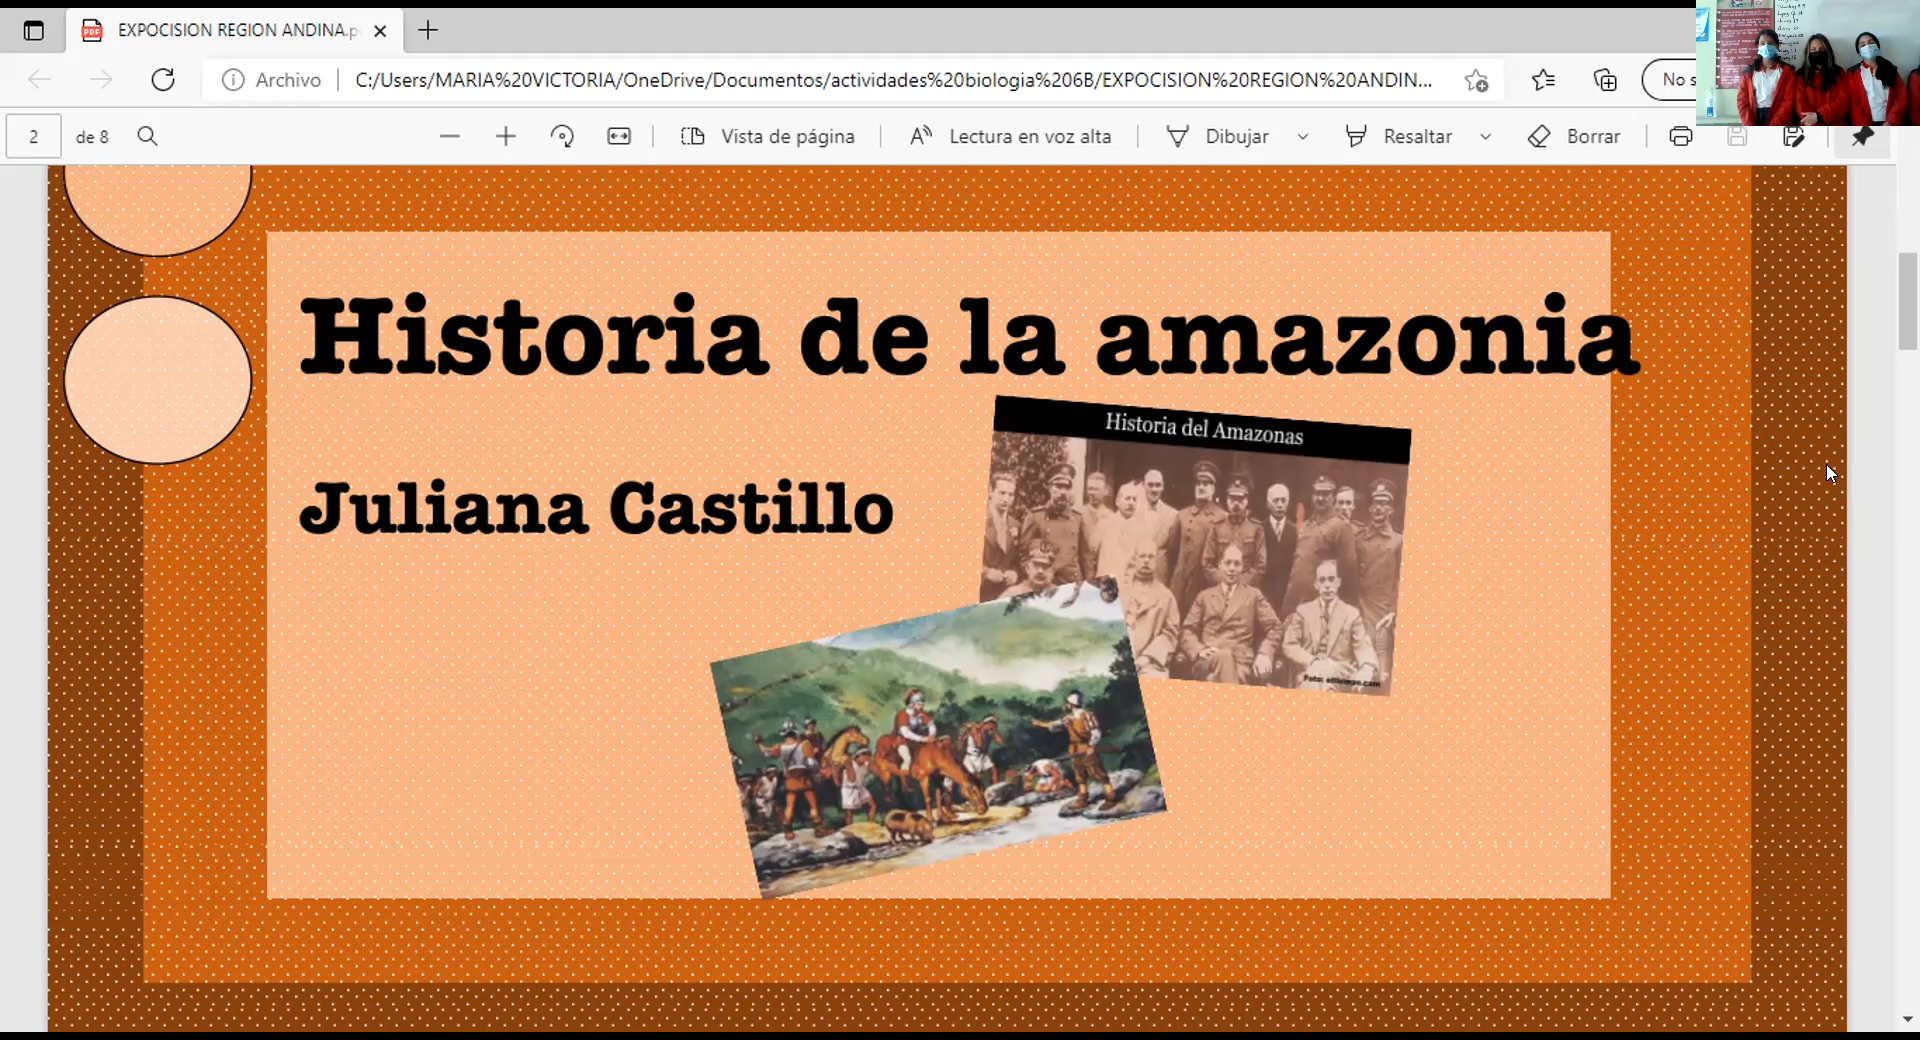 EXPOCISION REGION ANDINA.p
Archivo
C:/Users/MARIA%20VICTORIA/OneDrive/Documentos/actividades%20biologia%206B/EXPOCISION%20REGION%20ANDIN...
No s
2 de 8
Vista de página
Lectura en voz alta
Dibujar
Resaltar
Borrar
Historia de la amazonia
Historia del Amazonas
Juliana Castillo